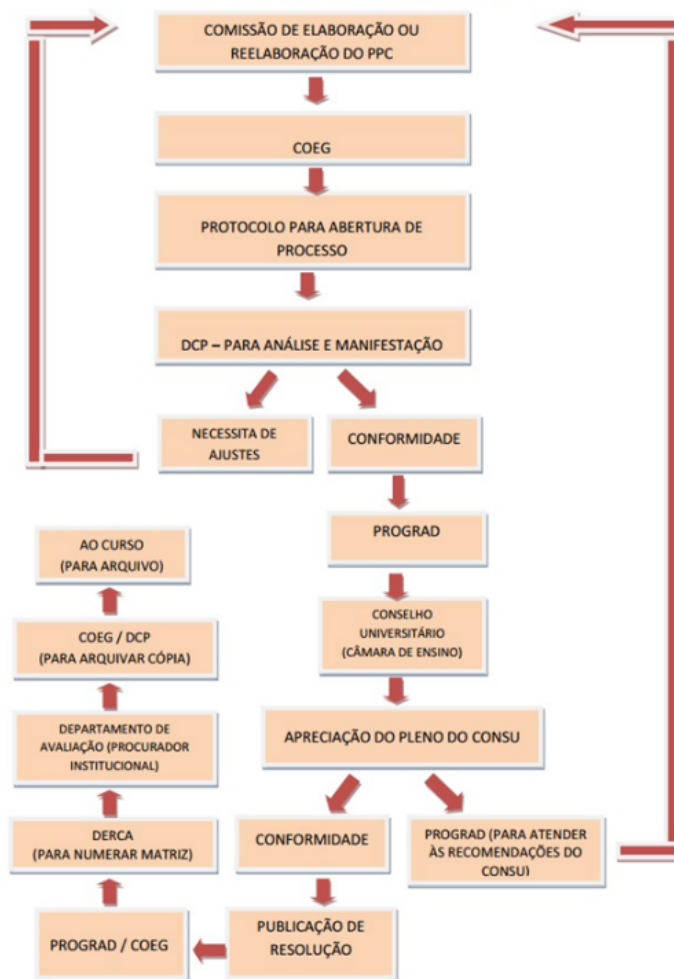 COMISSÃO DE ELABORAÇÃO OU
REELABORAÇÃO DO PPC
COEG
PROTOCOLO PARA ABERTURA DE
PROCESSO
DCP – PARA ANÁLISE E MANIFESTAÇÃO
NECESSITA DE
AJUSTES
CONFORMIDADE
PROGRAD
CONSELHO
UNIVERSITÁRIO
(CÂMARA DE ENSINO)
APRECIAÇÃO DO PLENO DO CONSU
CONFORMIDADE
PROGRAD (PARA ATENDER
ÀS RECOMENDAÇÕES DO
CONSU)
PUBLICAÇÃO DE
RESOLUÇÃO
PROGRAD / COEG
DERCA
(PARA NUMERAR MATRIZ)
DEPARTAMENTO DE
AVALIAÇÃO (PROCURADOR
INSTITUCIONAL)
COEG / DCP
(PARA ARQUIVAR CÓPIA)
AO CURSO
(PARA ARQUIVO)